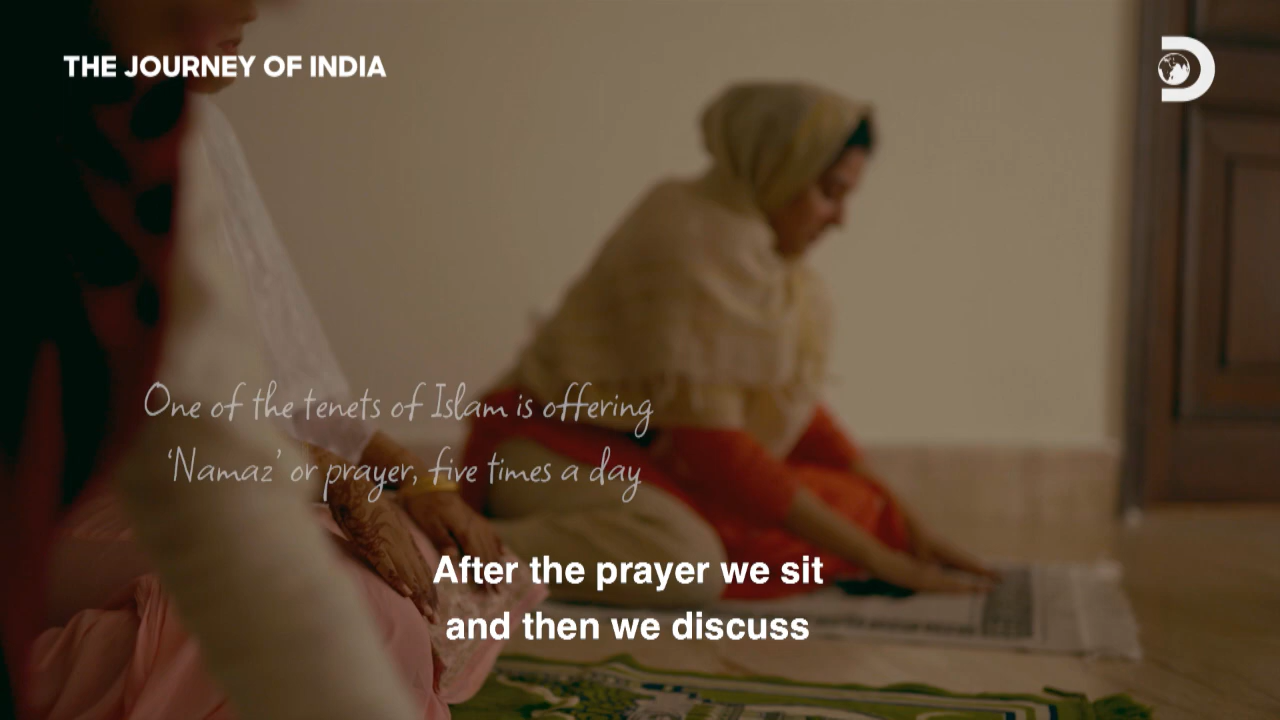 THE JOURNEY OF INDIA
One of the tenets of Islam is offering
‘Namaz’ or prayer, five times a day
After the prayer we sit
and then we discuss